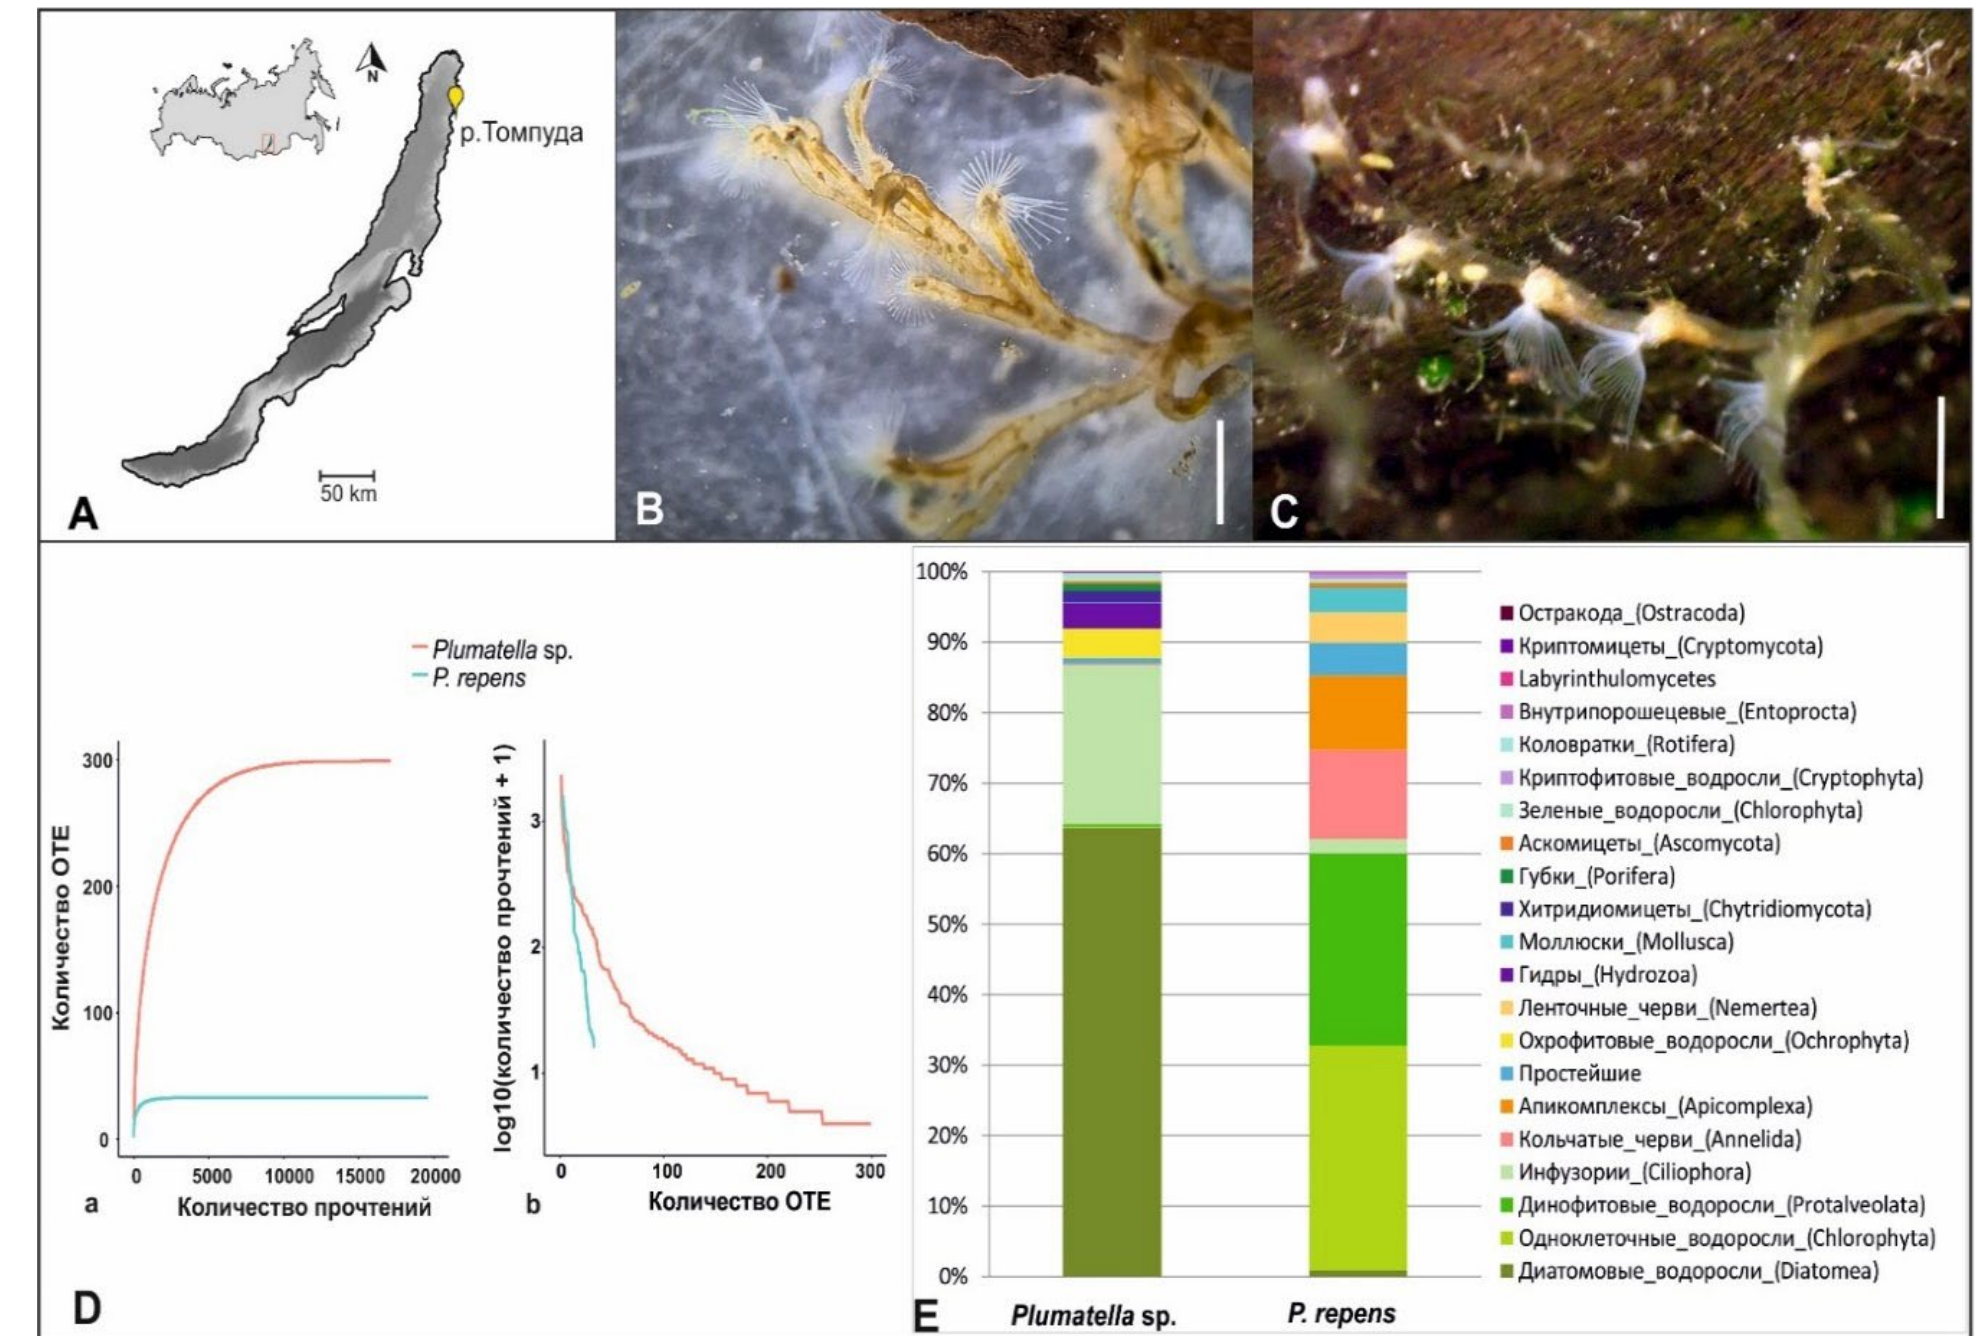 N
р.Томпуда
50 km
A
B
C
Plumatella sp.
P. repens
Количество ОТЕ
300
200
100
0
0 5000 10000 15000 20000
Количество прочтений
a
log10(количество прочтений + 1)
3
2
1
0 100 200 300
Количество ОТЕ
b
D
100%
90%
80%
70%
60%
50%
40%
30%
20%
10%
0%
Plumatella sp. P. repens
Остракода_(Ostracoda)
Криптомицеты_(Cryptomycota)
Labyrinthulomycetes
Внутрипорошецевые_(Entoprocta)
Коловратки_(Rotifera)
Криптофитовые_водросли_(Cryptophyta)
Зеленые_водоросли_(Chlorophyta)
Аскомицеты_(Ascomycota)
Губки_(Porifera)
Хитридиомицеты_(Chytridiomycota)
Моллюски_(Mollusca)
Гидры_(Hydrozoa)
Ленточные_черви_(Nemertea)
Охрофитовые_водоросли_(Ochrophyta)
Простейшие
Апикомплексы_(Apicomplexa)
Кольчатые_черви_(Annelida)
Инфузории_(Ciliophora)
Динофитовые_водоросли_(Protalveolata)
Одноклеточные_водоросли_(Chlorophyta)
Диатомовые_водоросли_(Diatomea)
E